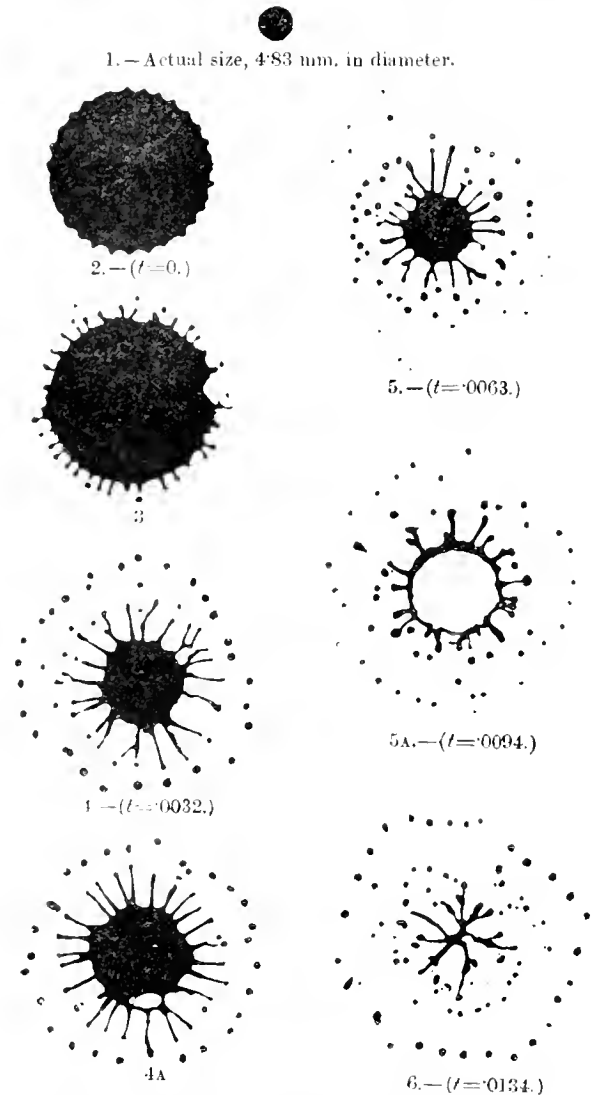 1.—Actual size, 4·83 mm. in diameter.
2.—(t=0.)
3
4.—(t=·0032.)
4A
5.—(t=·0063.)
5A.—(t=·0094.)
6.—(t=·0134.)